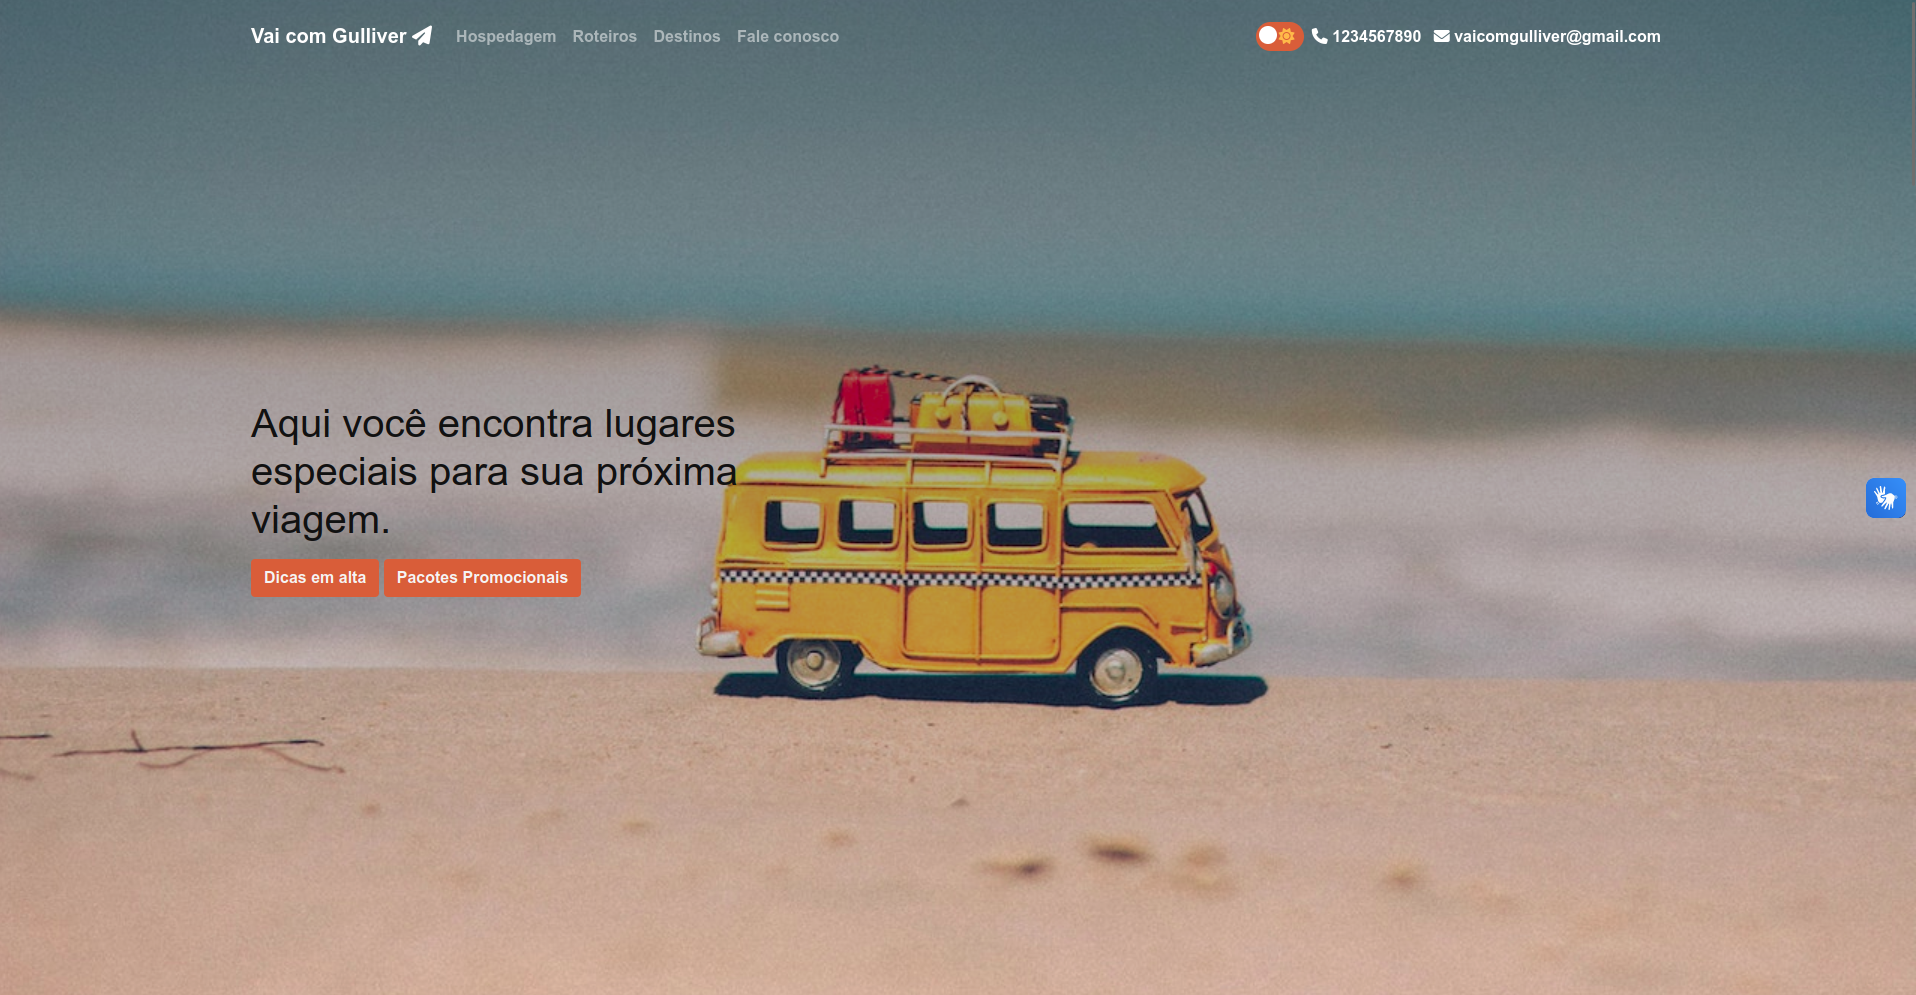 Vai com Gulliver Hospedagem Roteiros Destinos Fale conosco 1234567890 vaicomgulliver@gmail.com
Aqui você encontra lugares
especiais para sua próxima
viagem.
Dicas em alta Pacotes Promocionais